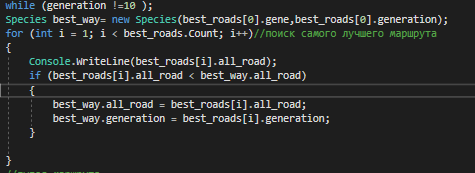 while (generation !=10 );
Species best_way= new Species(best_roads[0].gene,best_roads[0].generation);
for (int i = 1; i < best_roads.Count; i++)//поиск самого лучшего маршрута
{
Console.WriteLine(best_roads[i].all_road);
if (best_roads[i].all_road < best_way.all_road)
{
best_way.all_road = best_roads[i].all_road;
best_way.generation = best_roads[i].generation;
}
}